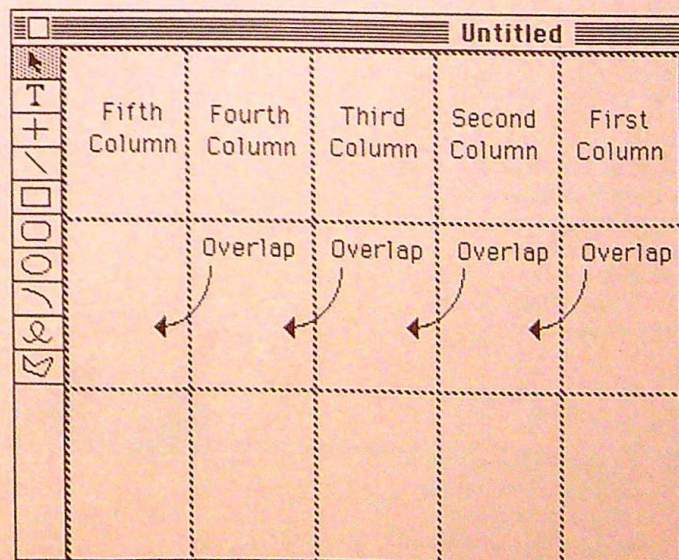 Untitled
T
Fifth Column
Fourth Column
Third Column
Second Column
First Column
Overlap
Overlap
Overlap
Overlap